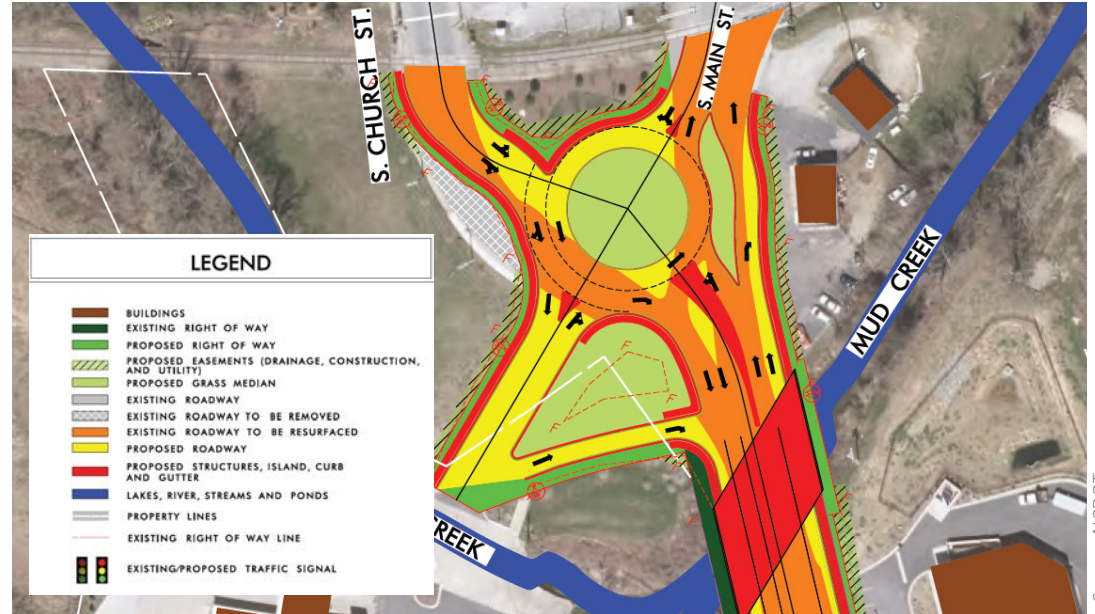 S. CHURCH ST.
S. MAIN ST.
MUD CREEK
LEGEND
BUILDINGS
EXISTING RIGHT OF WAY
PROPOSED RIGHT OF WAY
PROPOSED EASEMENTS (DRAINAGE, CONSTRUCTION,
AND UTILITY)
PROPOSED GRASS MEDIAN
EXISTING ROADWAY
EXISTING ROADWAY TO BE REMOVED
EXISTING ROADWAY TO BE RESURFACED
PROPOSED ROADWAY
PROPOSED STRUCTURES, ISLAND, CURB
AND GUTTER
LAKES, RIVER, STREAMS AND PONDS
PROPERTY LINES
EXISTING RIGHT OF WAY LINE
EXISTING/PROPOSED TRAFFIC SIGNAL
REEK